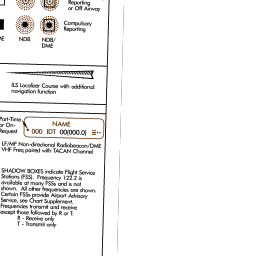 Reporting
or Off Airway
Compulsory
Reporting
NDB
NDB/
DME
ILS Localizer Course with additional
navigation function
Part-Time
or On-
Request
NAME
000 IDT 00(000.0)
LF/MF Non-directional Radiobeacon/DME
VHF Freq paired with TACAN Channel
SHADOW BOXES indicate Flight Service
Stations (FSS). Frequency 122.2 is
available at many FSSs and is not
shown. All other frequencies are shown.
Certain FSSs provide Airport Advisory
Service, see Chart Supplement.
Frequencies transmit and receive
except those followed by R or T:
R - Receive only
T - Transmit only